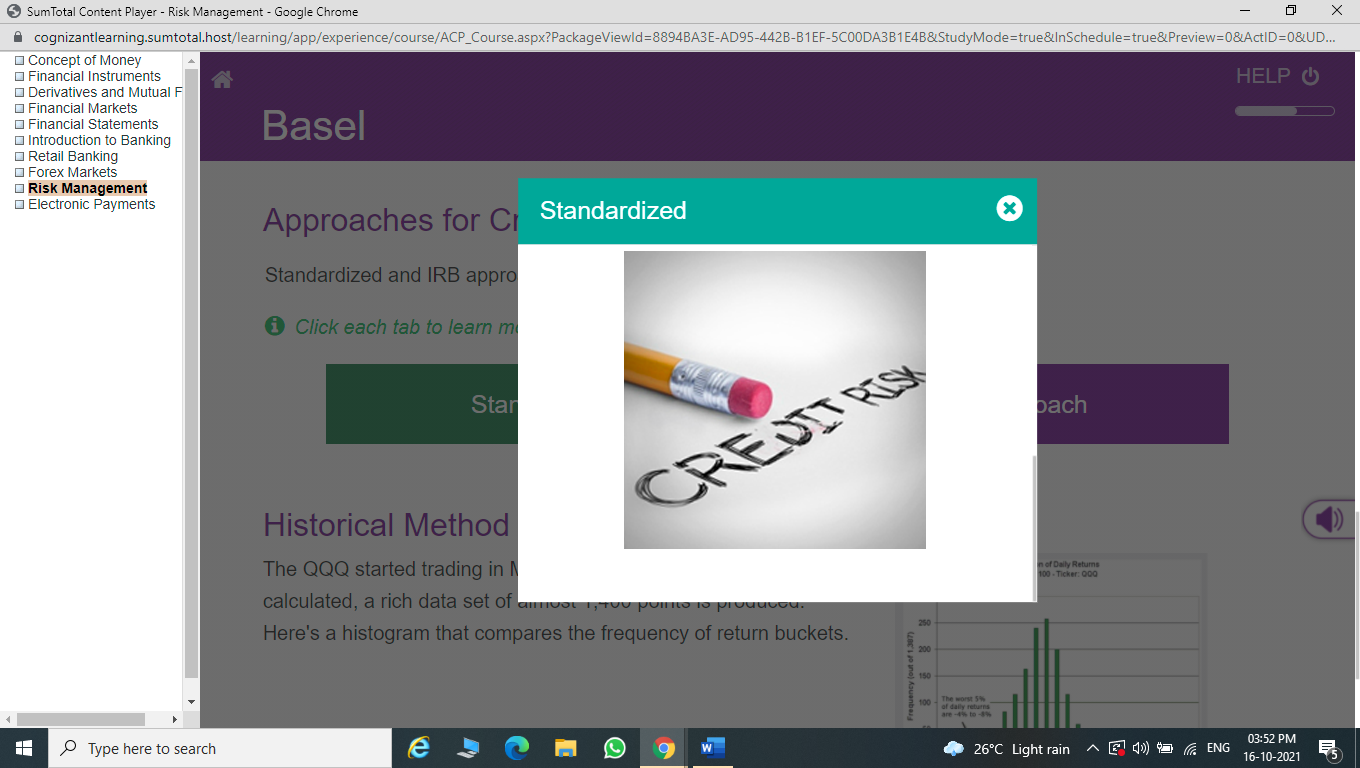 SumTotal Content Player - Risk Management - Google Chrome
cognizantlearning.sumtotal.host/learning/app/experience/course/ACP_Course.aspx?PackageViewId=8894BA3E-AD95-442B-B1EF-5C00DA3B1E4B&StudyMode=true&InSchedule=true&Preview=0&ActID=0&UD...
Concept of Money
Financial Instruments
Derivatives and Mutual F
Financial Markets
Financial Statements
Introduction to Banking
Retail Banking
Forex Markets
Risk Management
Electronic Payments
HELP
Basel
Approaches for Cr
Standardized and IRB appro
Click each tab to learn mo
Stan
oach
Standardized
CREDIT RISK
Historical Method
The QQQ started trading in M
calculated, a rich data set of almost 1,400 points is produced.
Here's a histogram that compares the frequency of return buckets.
n of Daily Returns
100 - Ticker: QQQ
Frequency (out of 1,387)
250
200
150
100
50
The worst 5%
of daily returns
are -4% to -8%
Type here to search
26°C Light rain
ENG
03:52 PM
16-10-2021
5